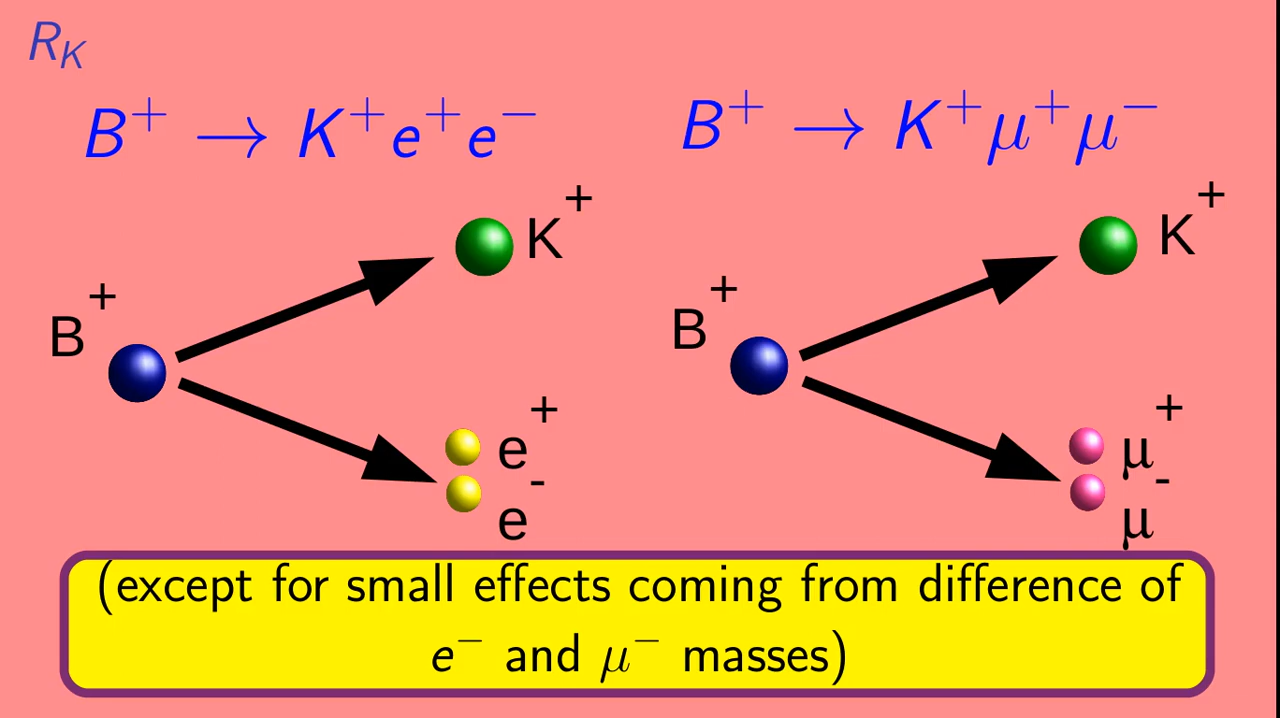 R_K
B⁺ → K⁺e⁺e⁻
B⁺ → K⁺μ⁺μ⁻
B⁺
K⁺
e⁺
e⁻
B⁺
K⁺
μ⁺
μ⁻
(except for small effects coming from difference of
e⁻ and μ⁻ masses)